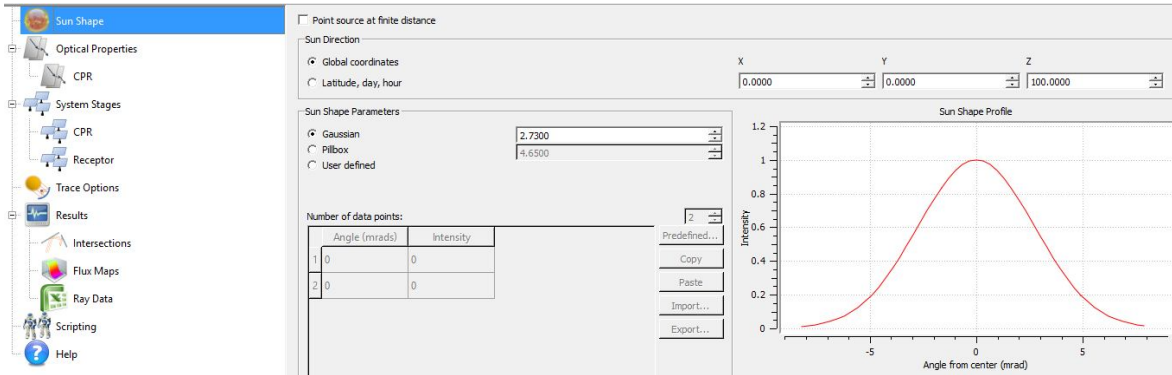 Sun Shape
Optical Properties
CPR
System Stages
CPR
Receptor
Trace Options
Results
Intersections
Flux Maps
Ray Data
Scripting
Help
Point source at finite distance
Sun Direction
Global coordinates
Latitude, day, hour
X Y Z
0.0000 0.0000 100.0000
Sun Shape Parameters
Gaussian 2.7300
Pillbox 4.6500
User defined
Number of data points: 2
Angle (mrads) Intensity
1 0 0
2 0 0
Predefined...
Copy
Paste
Import...
Export...
Sun Shape Profile
Intensity
1.2
1
0.8
0.6
0.4
0.2
0
-5 0 5
Angle from center (mrad)